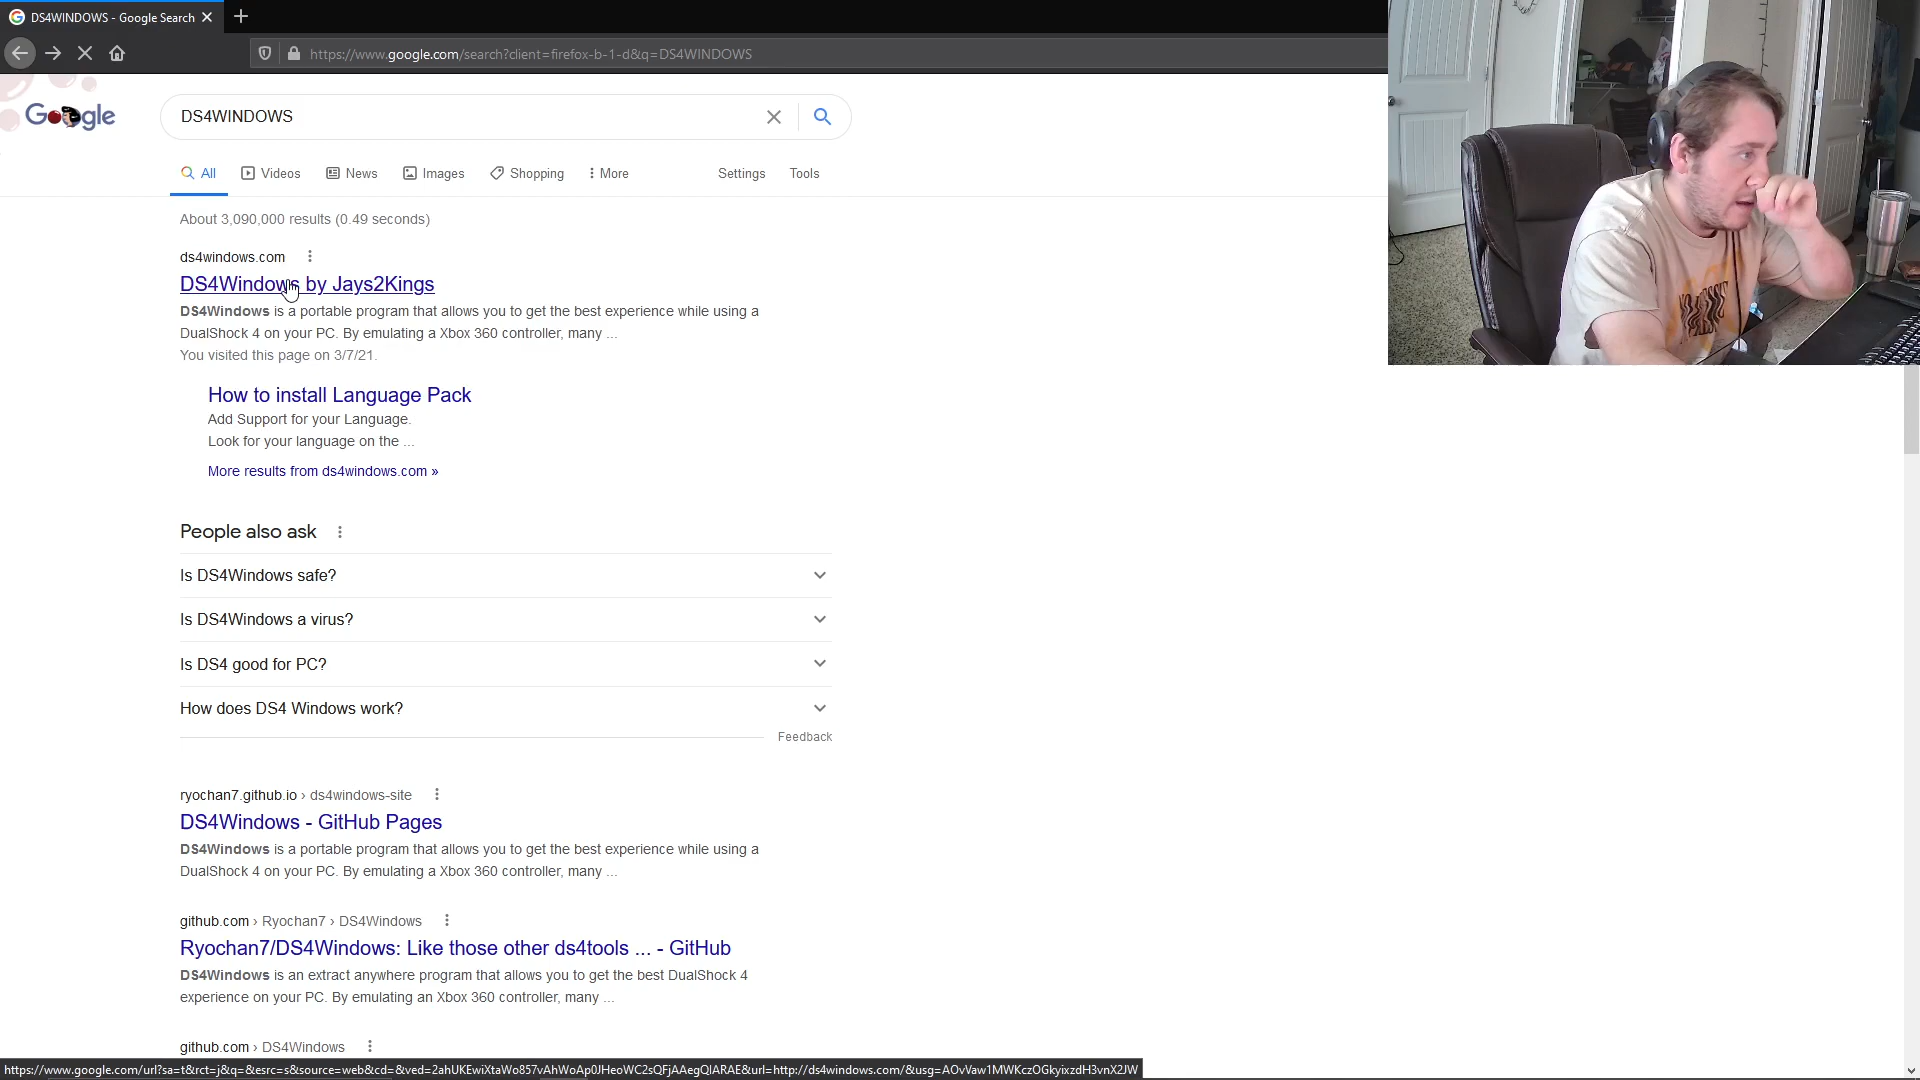 DS4WINDOWS - Google Search
https://www.google.com/search?client=firefox-b-1-d&q=DS4WINDOWS
Google
DS4WINDOWS
All Videos News Images Shopping More Settings Tools
About 3,090,000 results (0.49 seconds)
ds4windows.com
DS4Windows by Jays2Kings
DS4Windows is a portable program that allows you to get the best experience while using a
DualShock 4 on your PC. By emulating a Xbox 360 controller, many ...
You visited this page on 3/7/21.
How to install Language Pack
Add Support for your Language.
Look for your language on the ...
More results from ds4windows.com »
People also ask
Is DS4Windows safe?
Is DS4Windows a virus?
Is DS4 good for PC?
How does DS4 Windows work?
Feedback
ryochan7.github.io › ds4windows-site
DS4Windows - GitHub Pages
DS4Windows is a portable program that allows you to get the best experience while using a
DualShock 4 on your PC. By emulating a Xbox 360 controller, many ...
github.com › Ryochan7 › DS4Windows
Ryochan7/DS4Windows: Like those other ds4tools ... - GitHub
DS4Windows is an extract anywhere program that allows you to get the best DualShock 4
experience on your PC. By emulating an Xbox 360 controller, many ...
github.com › DS4Windows